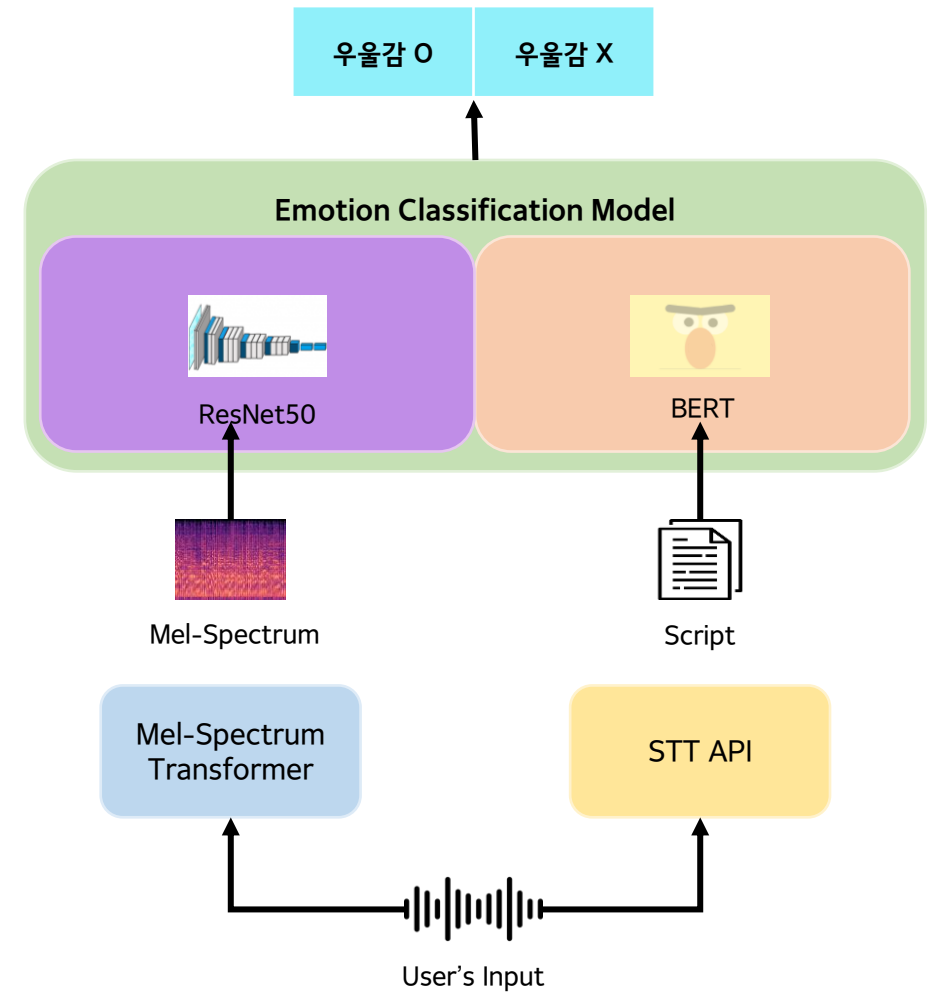 우울감 O
우울감 X
Emotion Classification Model
ResNet50
BERT
Mel-Spectrum
Script
Mel-Spectrum
Transformer
STT API
User’s Input